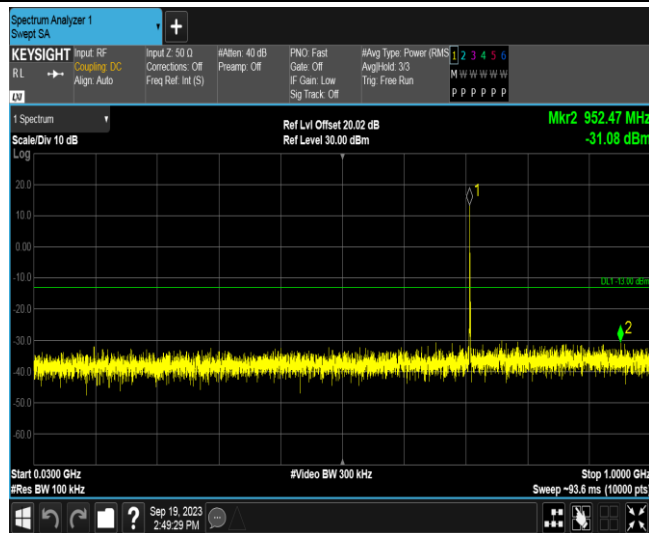 Spectrum Analyzer 1
Swept SA
+
KEYSIGHT
RL
LXI
Input: RF
Coupling: DC
Align: Auto
Input Z: 50 Ω
Corrections: Off
Freq Ref: Int (S)
#Atten: 40 dB
Preamp: Off
PNO: Fast
Gate: Off
IF Gain: Low
Sig Track: Off
#Avg Type: Power (RMS
Avg|Hold: 3/3
Trig: Free Run
1 2 3 4 5 6
M W W W W W
P P P P P P
1 Spectrum
Scale/Div 10 dB
Log
Ref Lvl Offset 20.02 dB
Ref Level 30.00 dBm
Mkr2 952.47 MHz
-31.08 dBm
20.0
10.0
0.00
-10.0
-20.0
-30.0
-40.0
-50.0
-60.0
1
DL1 -13.00 dBm
2
Start 0.0300 GHz
#Res BW 100 kHz
#Video BW 300 kHz
Stop 1.0000 GHz
Sweep ~93.6 ms (10000 pts)
?
Sep 19, 2023
2:49:29 PM